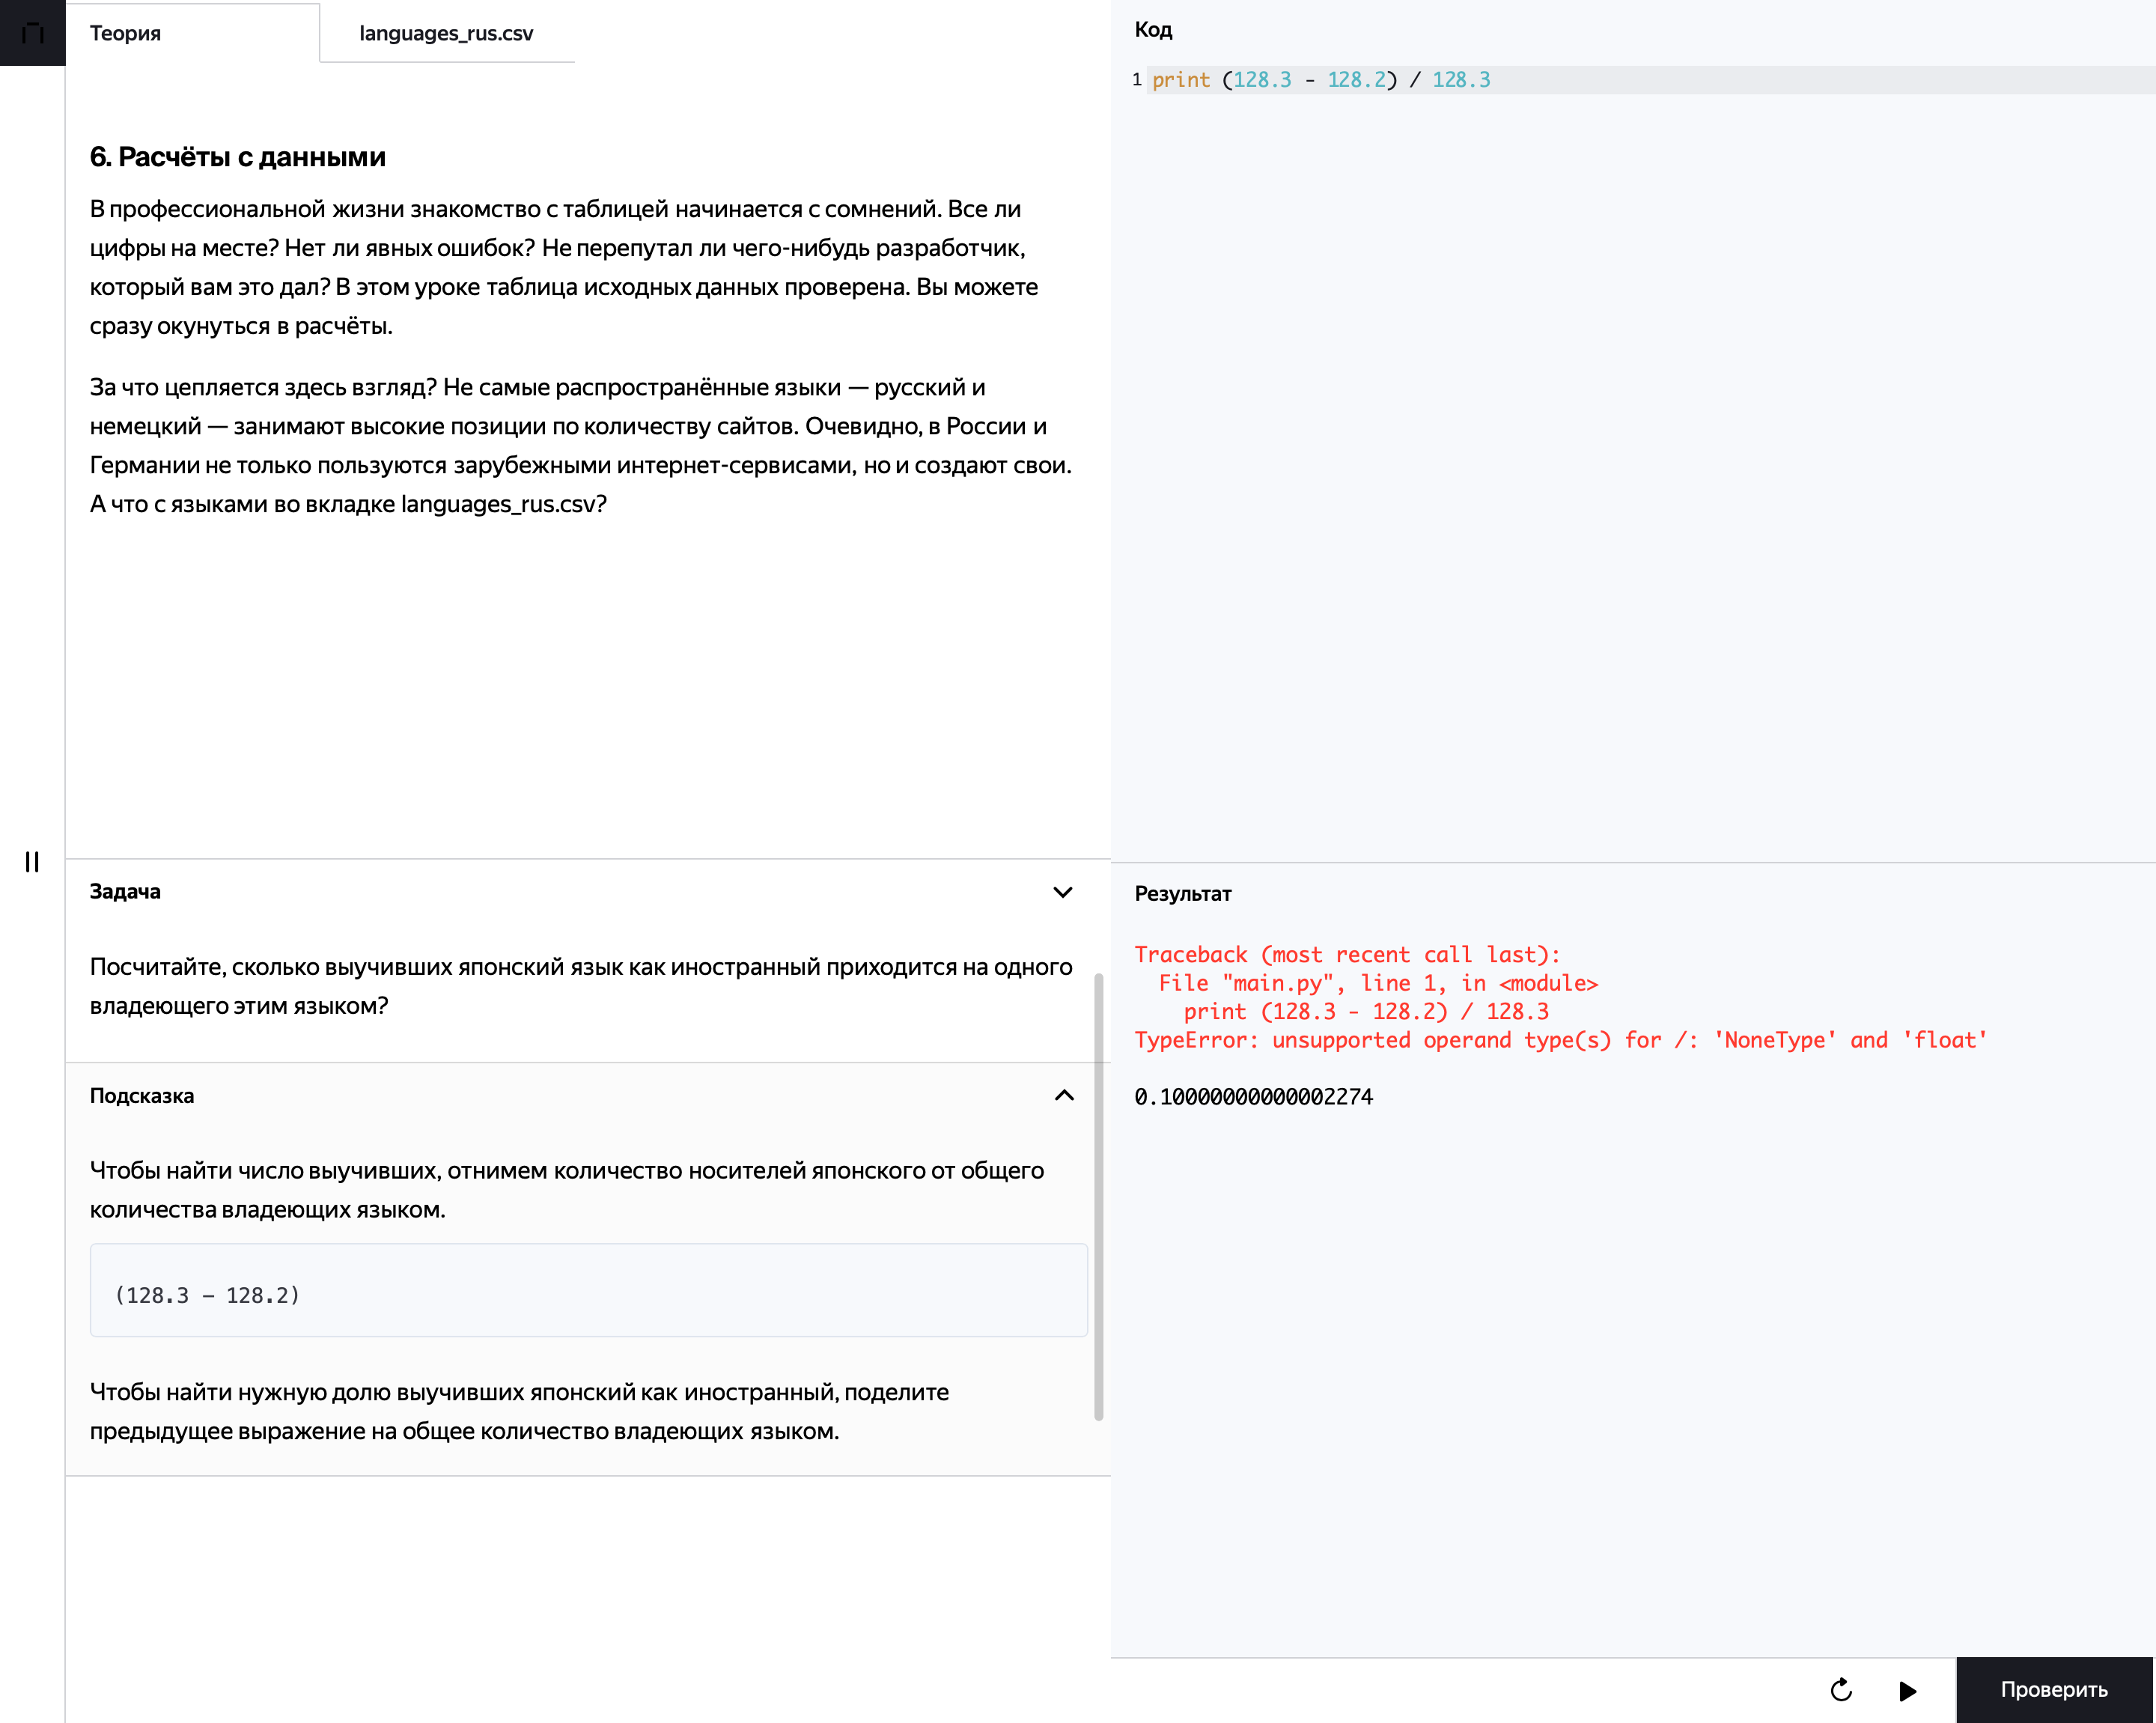 Теория
languages_rus.csv
6. Расчёты с данными
В профессиональной жизни знакомство с таблицей начинается с сомнений. Все ли
цифры на месте? Нет ли явных ошибок? Не перепутал ли чего-нибудь разработчик,
который вам это дал? В этом уроке таблица исходных данных проверена. Вы можете
сразу окунуться в расчёты.
За что цепляется здесь взгляд? Не самые распространённые языки — русский и
немецкий — занимают высокие позиции по количеству сайтов. Очевидно, в России и
Германии не только пользуются зарубежными интернет-сервисами, но и создают свои.
А что с языками во вкладке languages_rus.csv?
Задача
Посчитайте, сколько выучивших японский язык как иностранный приходится на одного
владеющего этим языком?
Подсказка
Чтобы найти число выучивших, отнимем количество носителей японского от общего
количества владеющих языком.
(128.3 – 128.2)
Чтобы найти нужную долю выучивших японский как иностранный, поделите
предыдущее выражение на общее количество владеющих языком.
Код
1 print (128.3 - 128.2) / 128.3
Результат
Traceback (most recent call last):
File "main.py", line 1, in <module>
print (128.3 - 128.2) / 128.3
TypeError: unsupported operand type(s) for /: 'NoneType' and 'float'
0.10000000000002274
Проверить